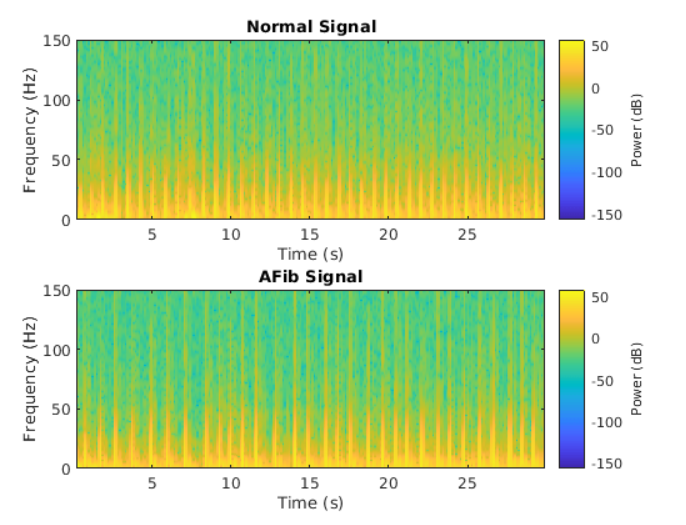 Normal Signal
150
100
50
0
Frequency (Hz)
5 10 15 20 25
Time (s)
50
0
-50
-100
-150
Power (dB)
AFib Signal
150
100
50
0
Frequency (Hz)
5 10 15 20 25
Time (s)
50
0
-50
-100
-150
Power (dB)